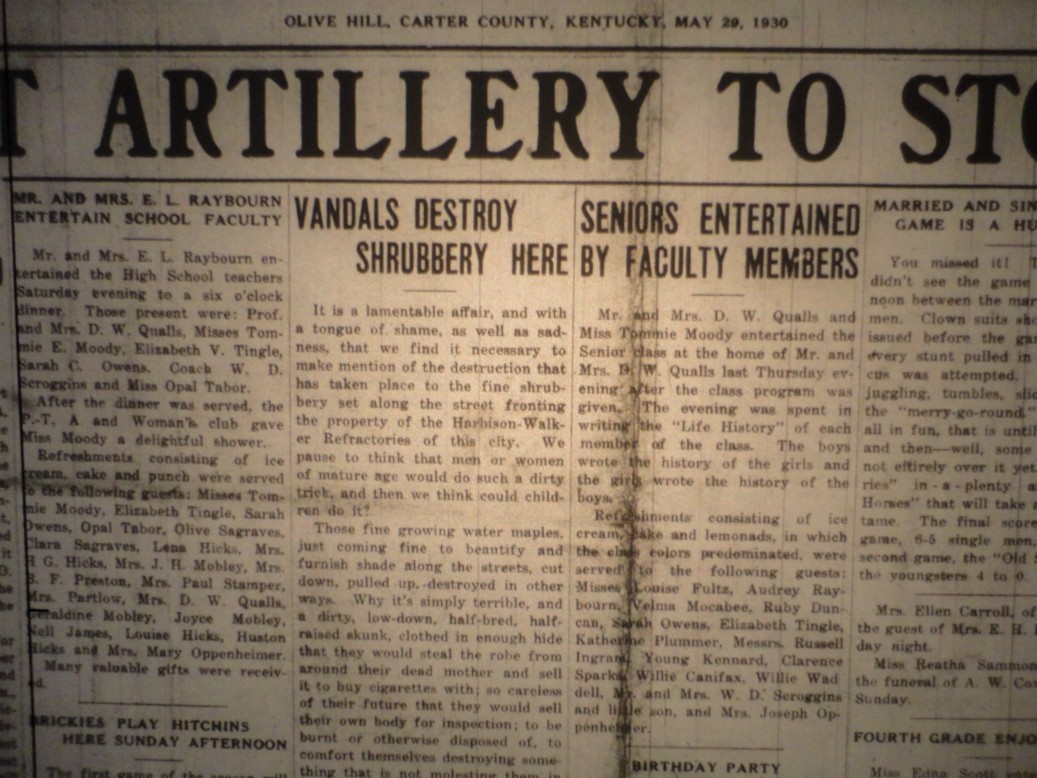 OLIVE HILL, CARTER COUNTY, KENTUCKY, MAY 29, 1930
T ARTILLERY TO STO
MR. AND MRS. E. L. RAYBOURN
ENTERTAIN SCHOOL FACULTY
Mr. and Mrs. E. L. Raybourn en-
tertained the High School teachers
Saturday evening to a six o'clock
dinner. Those present were: Prof.
and Mrs. D. W. Qualls, Misses Tom-
mie E. Moody, Elizabeth V. Tingle,
Sarah C. Owens, Coach W. D.
Scroggins and Miss Opal Tabor.
After the dinner was served, the
P.-T. A and Woman's club gave
Miss Moody a delightful shower.
Refreshments consisting of ice
cream, cake and punch were served
to the following guests: Misses Tom-
mie Moody, Elizabeth Tingle, Sarah
Owens, Opal Tabor, Olive Sagraves,
Clara Sagraves, Lena Hicks, Mrs.
H G. Hicks, Mrs. J. H. Mobley, Mrs.
B. F. Preston, Mrs. Paul Stamper,
Mrs. Partlow, Mrs. D. W. Qualls,
Geraldine Mobley, Joyce Mobley,
Nell James, Louise Hicks, Huston
Hicks and Mrs. Mary Oppenheimer.
Many valuable gifts were receiv-
ed.
BRICKIES PLAY HITCHINS
HERE SUNDAY AFTERNOON
The first game of the season will
VANDALS DESTROY
SHRUBBERY HERE
It is a lamentable affair, and with
a tongue of shame, as well as sad-
ness, that we find it necessary to
make mention of the destruction that
has taken place to the fine shrub-
bery set along the street fronting
the property of the Harbison-Walk-
er Refractories of this city. We
pause to think that men or women
of mature age would do such a dirty
trick, and then we think could child-
ren do it?
Those fine growing water maples,
just coming fine to beautify and
furnish shade along the streets, cut
down, pulled up, destroyed in other
ways. Why it's simply terrible, and
a dirty, low-down, half-bred, half-
raised skunk, clothed in enough hide
that they would steal the robe from
around their dead mother and sell
it to buy cigarettes with; so careless
of their future that they would sell
their own body for inspection; to be
burnt or otherwise disposed of, to
comfort themselves destroying some-
thing that is not molesting them in
SENIORS ENTERTAINED
BY FACULTY MEMBERS
Mr. and Mrs. D. W. Qualls and
Miss Tommie Moody entertained the
Senior class at the home of Mr. and
Mrs. D. W. Qualls last Thursday ev-
ening after the class program was
given. The evening was spent in
writing the "Life History" of each
member of the class. The boys
wrote the history of the girls and
the girls wrote the history of the
boys.
Refreshments consisting of ice
cream, cake and lemonads, in which
the class colors predominated, were
served to the following guests:
Misses Louise Fultz, Audrey Ray-
bourn, Velma Mocabee, Ruby Dun-
can, Sarah Owens, Elizabeth Tingle,
Katherine Plummer, Messrs. Russell
Ingram, Young Kennard, Clarence
Sparks, Willie Canifax, Willie Wad
dell, Mr. and Mrs. W. D. Scroggins
and little son, and Mrs. Joseph Op-
penheimer.
BIRTHDAY PARTY
MARRIED AND SIN
GAME IS A HU
You missed it! T
didn't see the game
noon between the mar
men. Clown suits sho
issued before the ga
every stunt pulled in
cus was attempted.
juggling, tumbles, slid
the "merry-go-round."
all in fun, that is until
and then—well, some
not effirely over it yet
ries" in-a-plenty a
Horses" that will take
tame. The final score
game, 6-5 single men,
second game, the "Old S
the youngsters 4 to 0.
Mrs. Ellen Carroll, of
the guest of Mrs. E. H.
day night.
Miss Reatha Sammon
the funeral of A. W. Cox
Sunday.
FOURTH GRADE ENJO
Miss Edna